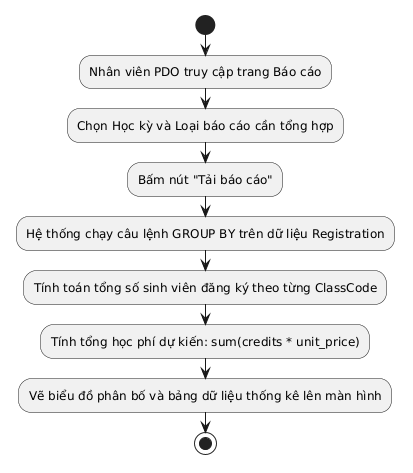 Nhân viên PDO truy cập trang Báo cáo
Chọn Học kỳ và Loại báo cáo cần tổng hợp
Bấm nút "Tải báo cáo"
Hệ thống chạy câu lệnh GROUP BY trên dữ liệu Registration
Tính toán tổng số sinh viên đăng ký theo từng ClassCode
Tính tổng học phí dự kiến: sum(credits * unit_price)
Vẽ biểu đồ phân bố và bảng dữ liệu thống kê lên màn hình